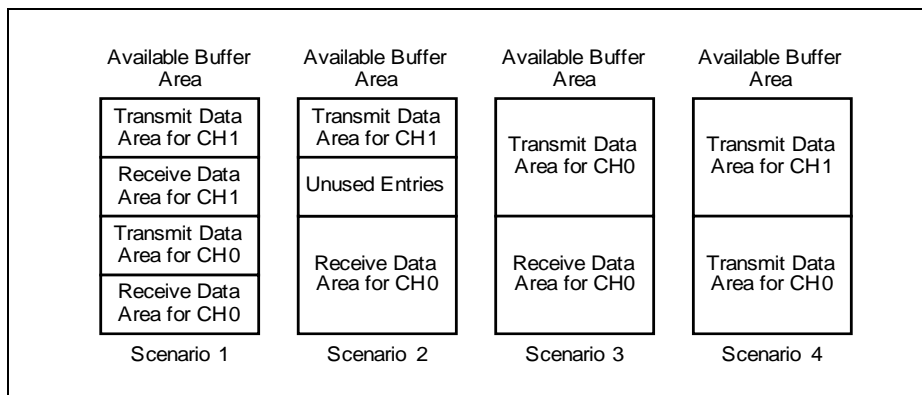 Available Buffer
Area
Transmit Data
Area for CH1
Receive Data
Area for CH1
Transmit Data
Area for CH0
Receive Data
Area for CH0
Scenario 1
Available Buffer
Area
Transmit Data
Area for CH1
Unused Entries
Receive Data
Area for CH0
Scenario 2
Available Buffer
Area
Transmit Data
Area for CH0
Receive Data
Area for CH0
Scenario 3
Available Buffer
Area
Transmit Data
Area for CH1
Transmit Data
Area for CH0
Scenario 4